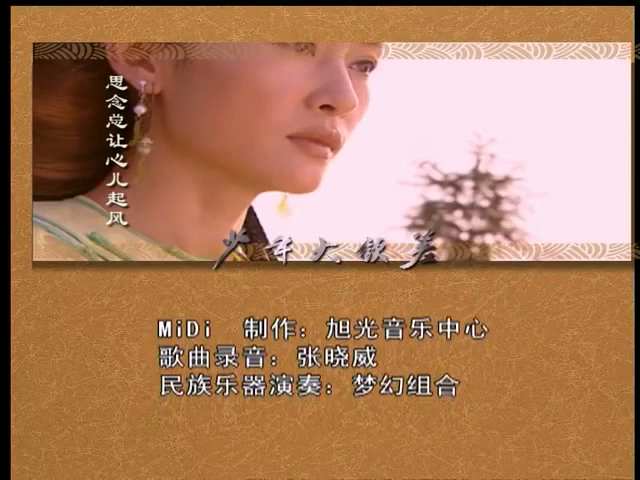 思念总让心儿起风
少年大钦差
MiDi 制作：旭光音乐中心
歌曲录音：张晓威
民族乐器演奏：梦幻组合